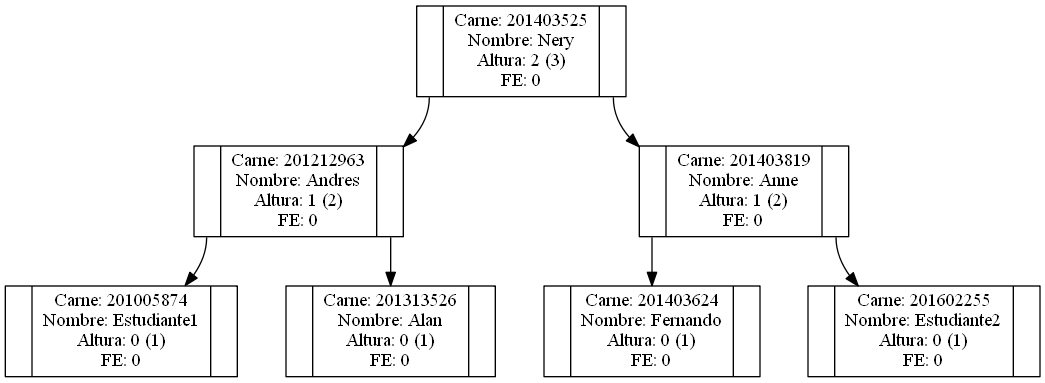 Carne: 201403525
Nombre: Nery
Altura: 2 (3)
FE: 0
Carne: 201212963
Nombre: Andres
Altura: 1 (2)
FE: 0
Carne: 201403819
Nombre: Anne
Altura: 1 (2)
FE: 0
Carne: 201005874
Nombre: Estudiante1
Altura: 0 (1)
FE: 0
Carne: 201313526
Nombre: Alan
Altura: 0 (1)
FE: 0
Carne: 201403624
Nombre: Fernando
Altura: 0 (1)
FE: 0
Carne: 201602255
Nombre: Estudiante2
Altura: 0 (1)
FE: 0